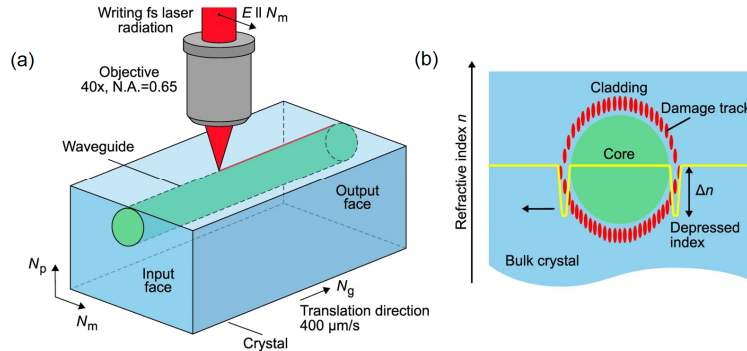 (a)
Writing fs laser
radiation
E || Nm
Objective
40x, N.A.=0.65
Waveguide
Output
face
Input
face
Np
Nm
Ng
Translation direction
400 μm/s
Crystal
(b)
Refractive index n
Cladding
Damage track
Core
Δn
Depressed
index
Bulk crystal